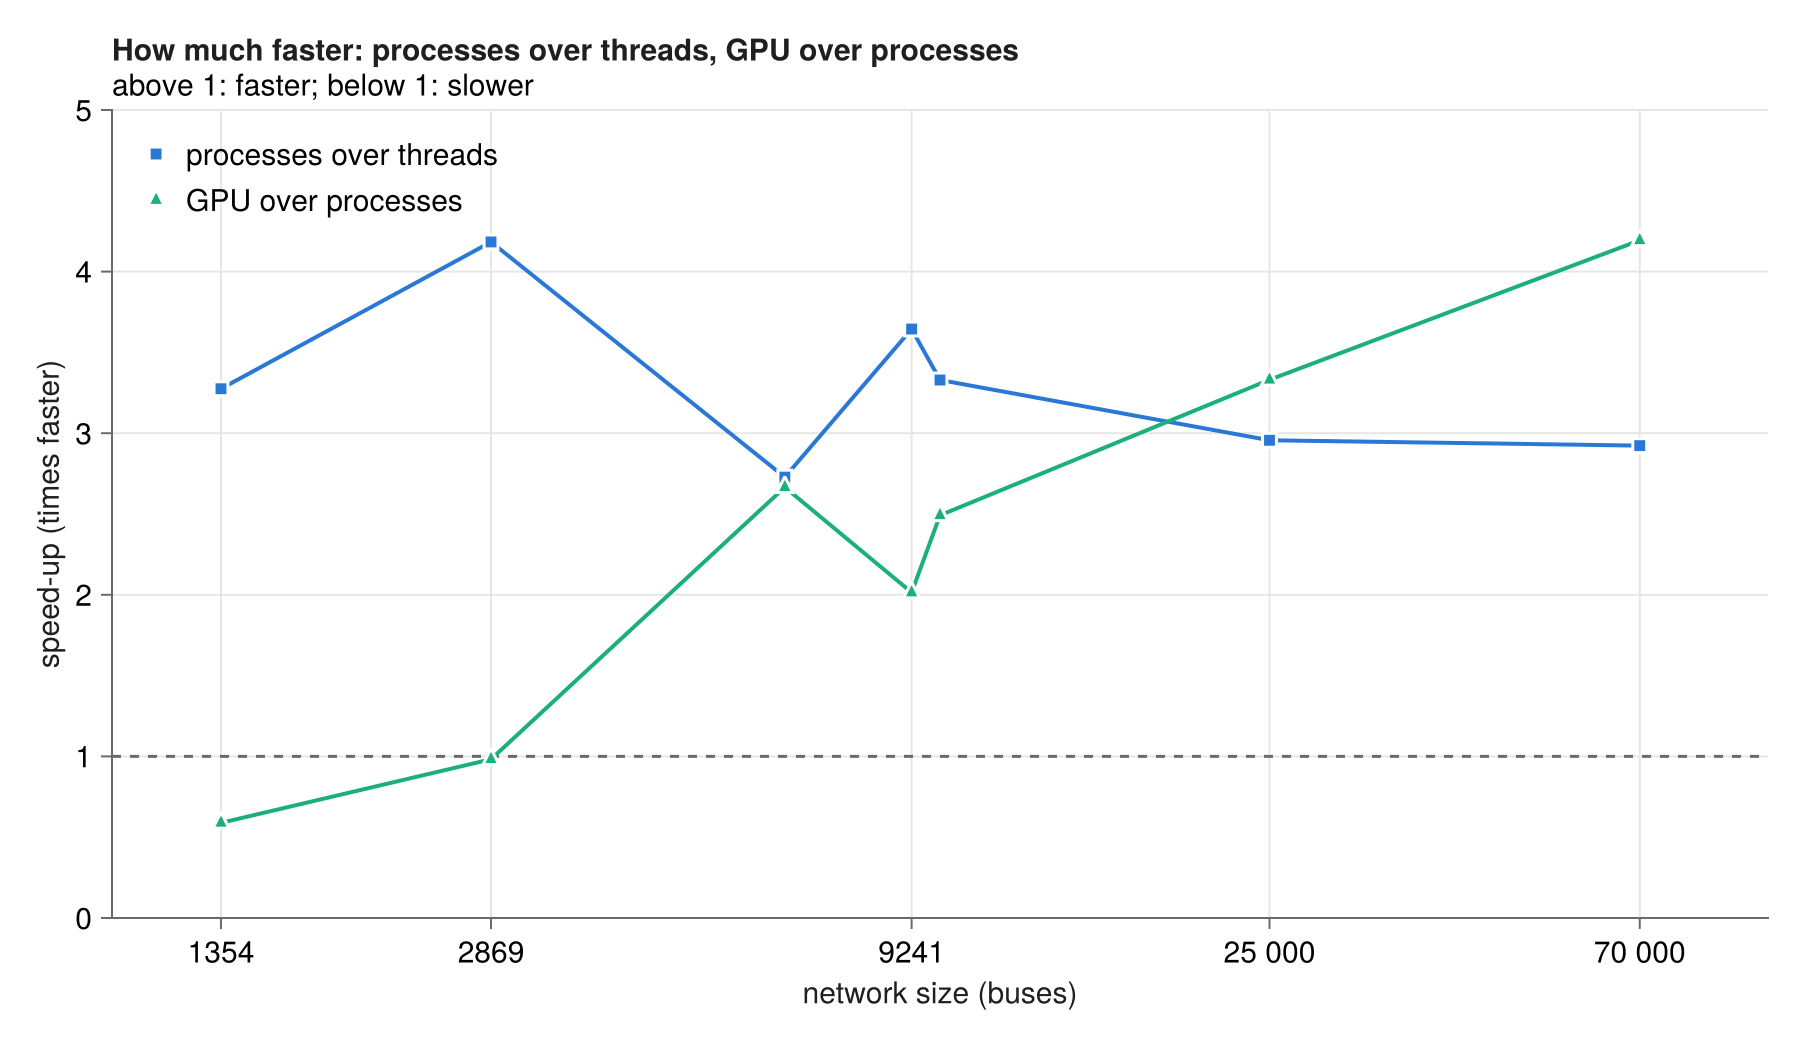 How much faster: processes over threads, GPU over processes
above 1: faster; below 1: slower
processes over threads
GPU over processes
speed-up (times faster)
5
4
3
2
1
0
1354 2869 9241 25 000 70 000
network size (buses)